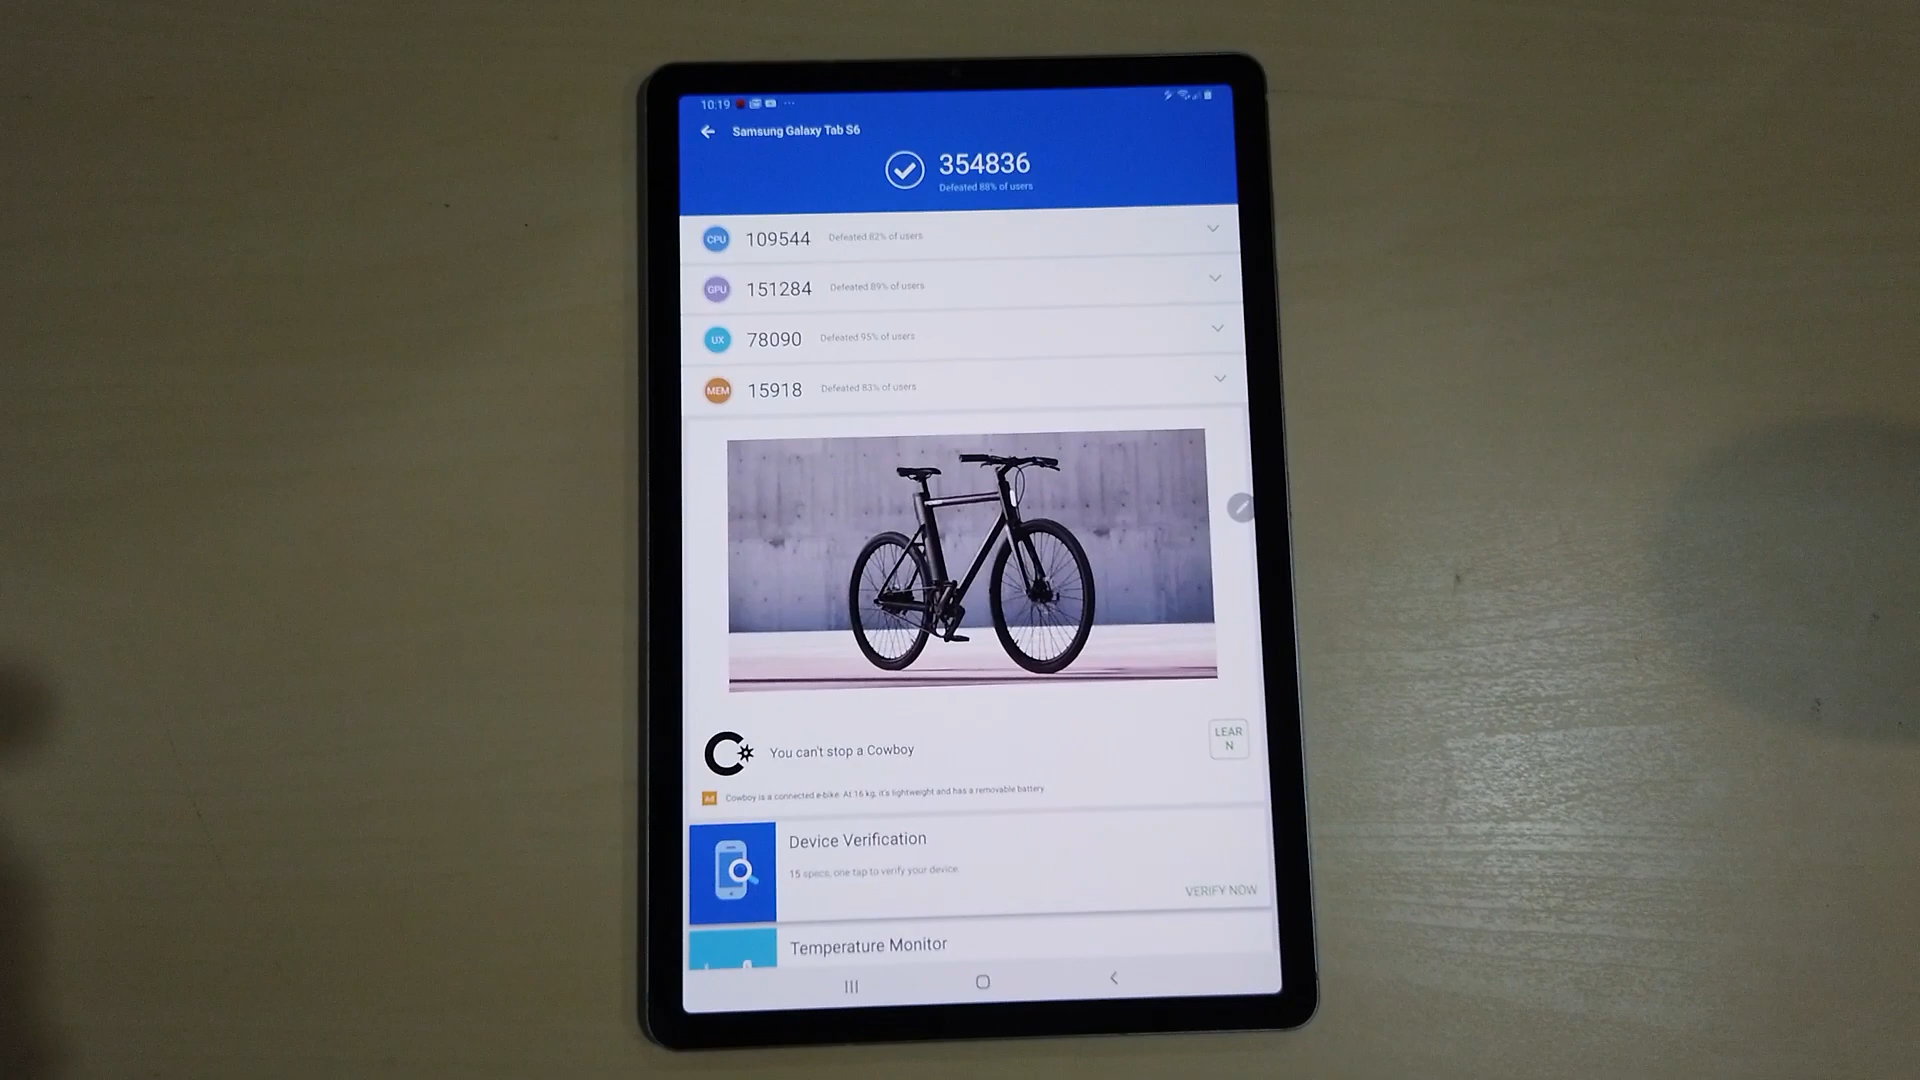 10:19
Samsung Galaxy Tab S6
354836
Defeated 88% of users
CPU 109544 Defeated 82% of users
GPU 151284 Defeated 89% of users
UX 78090 Defeated 95% of users
MEM 15918 Defeated 83% of users
You can't stop a Cowboy
LEAR
N
Ad Cowboy is a connected e-bike. At 16 kg, it's lightweight and has a removable battery.
Device Verification
15 specs, one tap to verify your device.
VERIFY NOW
Temperature Monitor